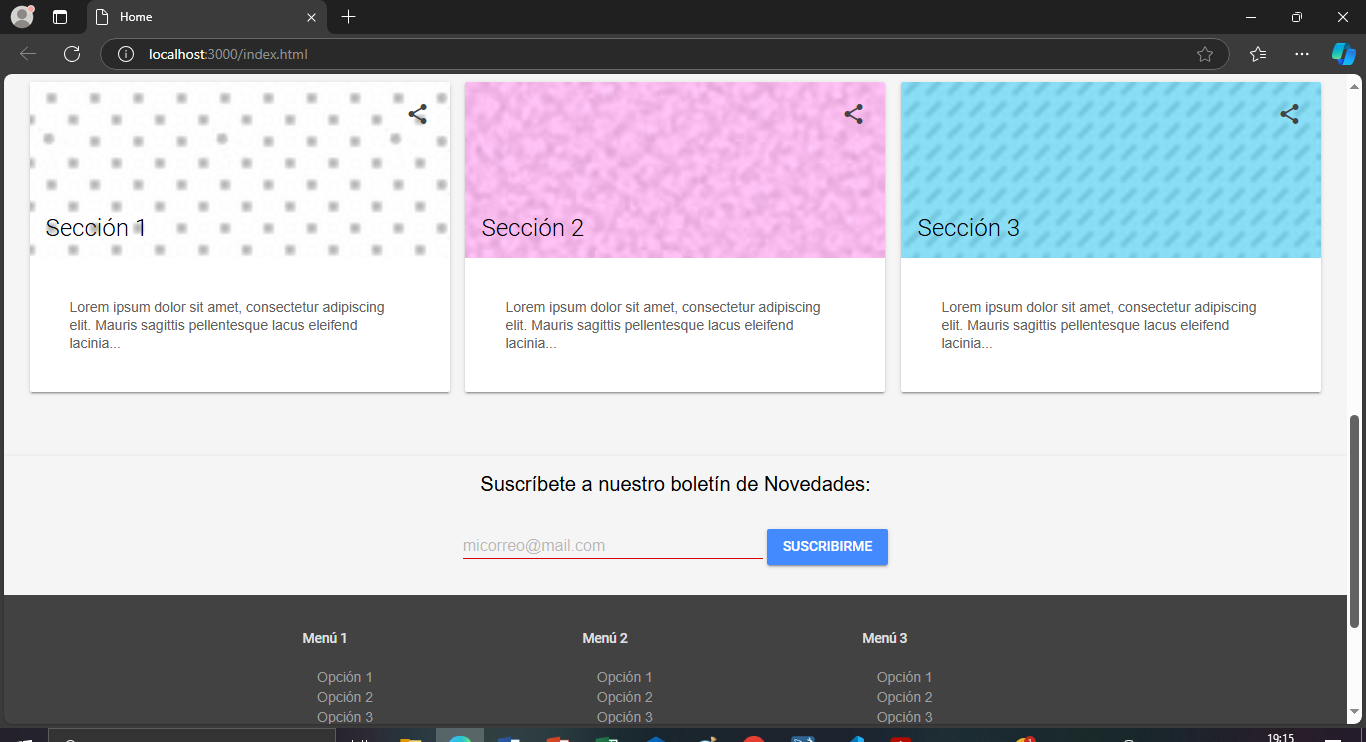 Home
localhost:3000/index.html
Sección 1
Sección 2
Sección 3
Lorem ipsum dolor sit amet, consectetur adipiscing
elit. Mauris sagittis pellentesque lacus eleifend
lacinia...
Lorem ipsum dolor sit amet, consectetur adipiscing
elit. Mauris sagittis pellentesque lacus eleifend
lacinia...
Lorem ipsum dolor sit amet, consectetur adipiscing
elit. Mauris sagittis pellentesque lacus eleifend
lacinia...
Suscríbete a nuestro boletín de Novedades:
micorreo@mail.com
SUSCRIBIRME
Menú 1
Opción 1
Opción 2
Opción 3
Menú 2
Opción 1
Opción 2
Opción 3
Menú 3
Opción 1
Opción 2
Opción 3
19:15